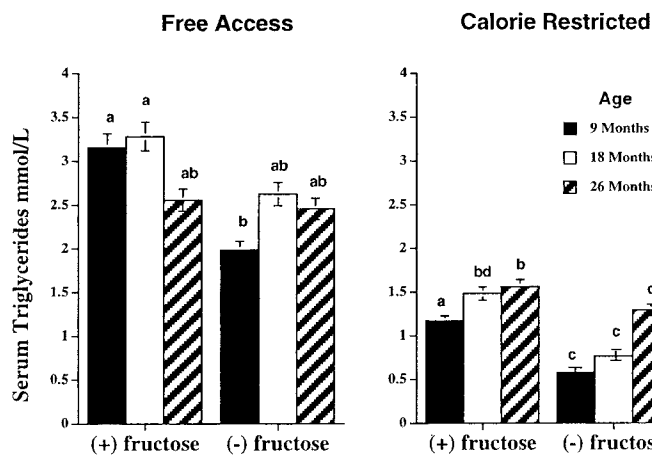 Free Access
Calorie Restricted
Serum Triglycerides mmol/L
4
3.5
3
2.5
2
1.5
1
0.5
0
a
a
ab
b
ab
ab
(+) fructose
(-) fructose
4
3.5
3
2.5
2
1.5
1
0.5
0
Age
9 Months
18 Months
26 Months
a
bd
b
c
c
(+) fructose
(-) fructos